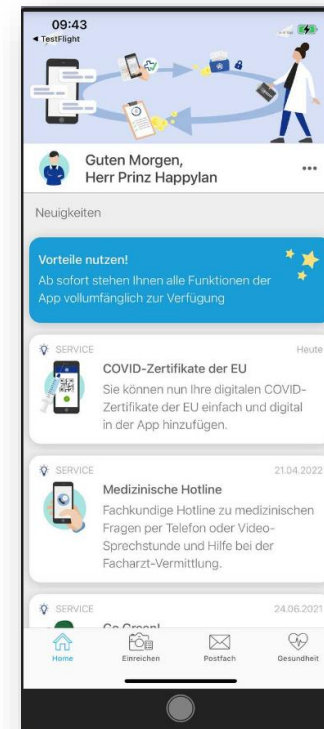 09:43
◄ TestFlight
Guten Morgen,
Herr Prinz Happylan
Neuigkeiten
Vorteile nutzen!
Ab sofort stehen Ihnen alle Funktionen der
App vollumfänglich zur Verfügung
SERVICE
Heute
COVID-Zertifikate der EU
Sie können nun Ihre digitalen COVID-
Zertifikate der EU einfach und digital
in der App hinzufügen.
SERVICE
21.04.2022
Medizinische Hotline
Fachkundige Hotline zu medizinischen
Fragen per Telefon oder Video-
Sprechstunde und Hilfe bei der
Facharzt-Vermittlung.
SERVICE
24.06.2021
Go Green!
Home
Einreichen
Postfach
Gesundheit